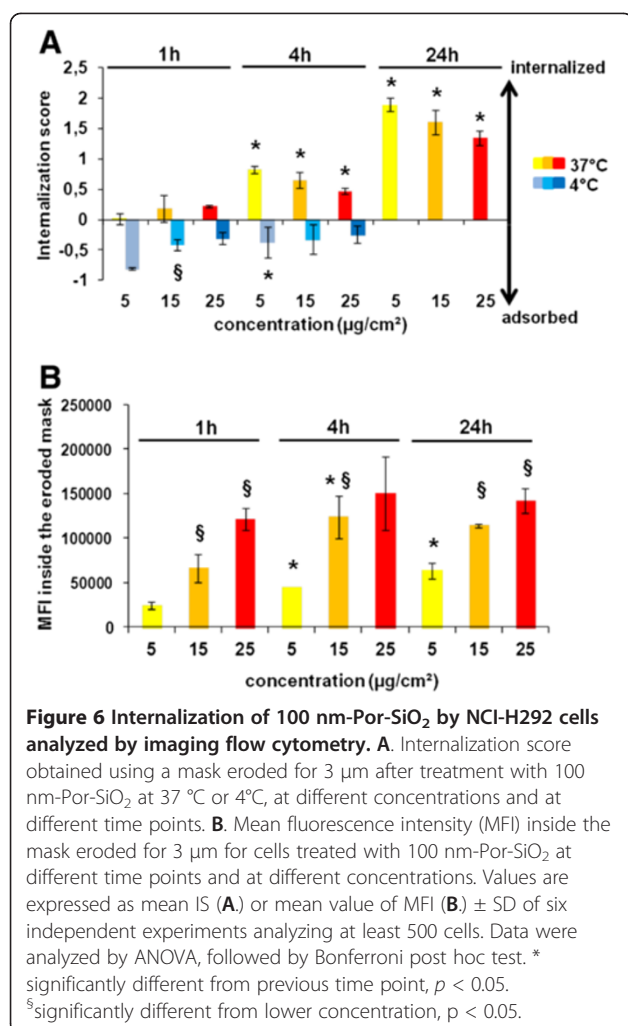 A
1h 4h 24h
internalized
2,5
2
1,5
1
0,5
0
-0,5
-1
Internalization score
* * * * * *
§ *
37°C
4°C
5 15 25 5 15 25 5 15 25
concentration (µg/cm²)
adsorbed
B
250000
200000
150000
100000
50000
0
MFI inside the eroded mask
1h 4h 24h
§ § * * § * § §
5 15 25 5 15 25 5 15 25
concentration (µg/cm²)
Figure 6 Internalization of 100 nm-Por-SiO₂ by NCI-H292 cells
analyzed by imaging flow cytometry. A. Internalization score
obtained using a mask eroded for 3 µm after treatment with 100
nm-Por-SiO₂ at 37 °C or 4°C, at different concentrations and at
different time points. B. Mean fluorescence intensity (MFI) inside the
mask eroded for 3 µm for cells treated with 100 nm-Por-SiO₂ at
different time points and at different concentrations. Values are
expressed as mean IS (A.) or mean value of MFI (B.) ± SD of six
independent experiments analyzing at least 500 cells. Data were
analyzed by ANOVA, followed by Bonferroni post hoc test. *
significantly different from previous time point, p < 0.05.
§significantly different from lower concentration, p < 0.05.